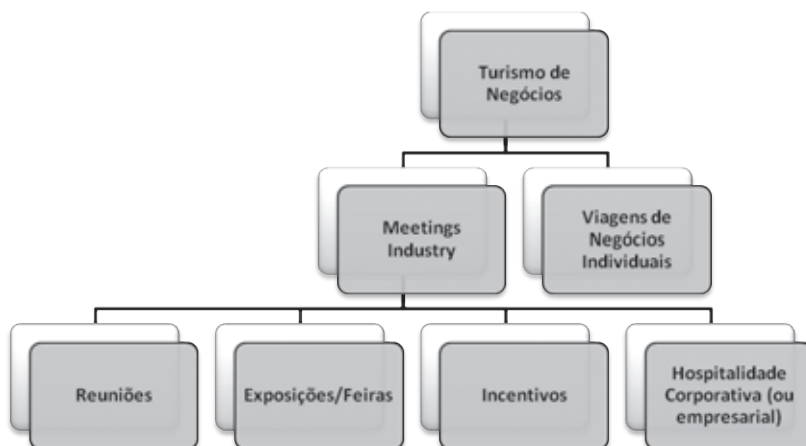 Turismo de
Negócios
Meetings
Industry
Viagens de
Negócios
Individuais
Reuniões
Exposições/Feiras
Incentivos
Hospitalidade
Corporativa (ou
empresarial)